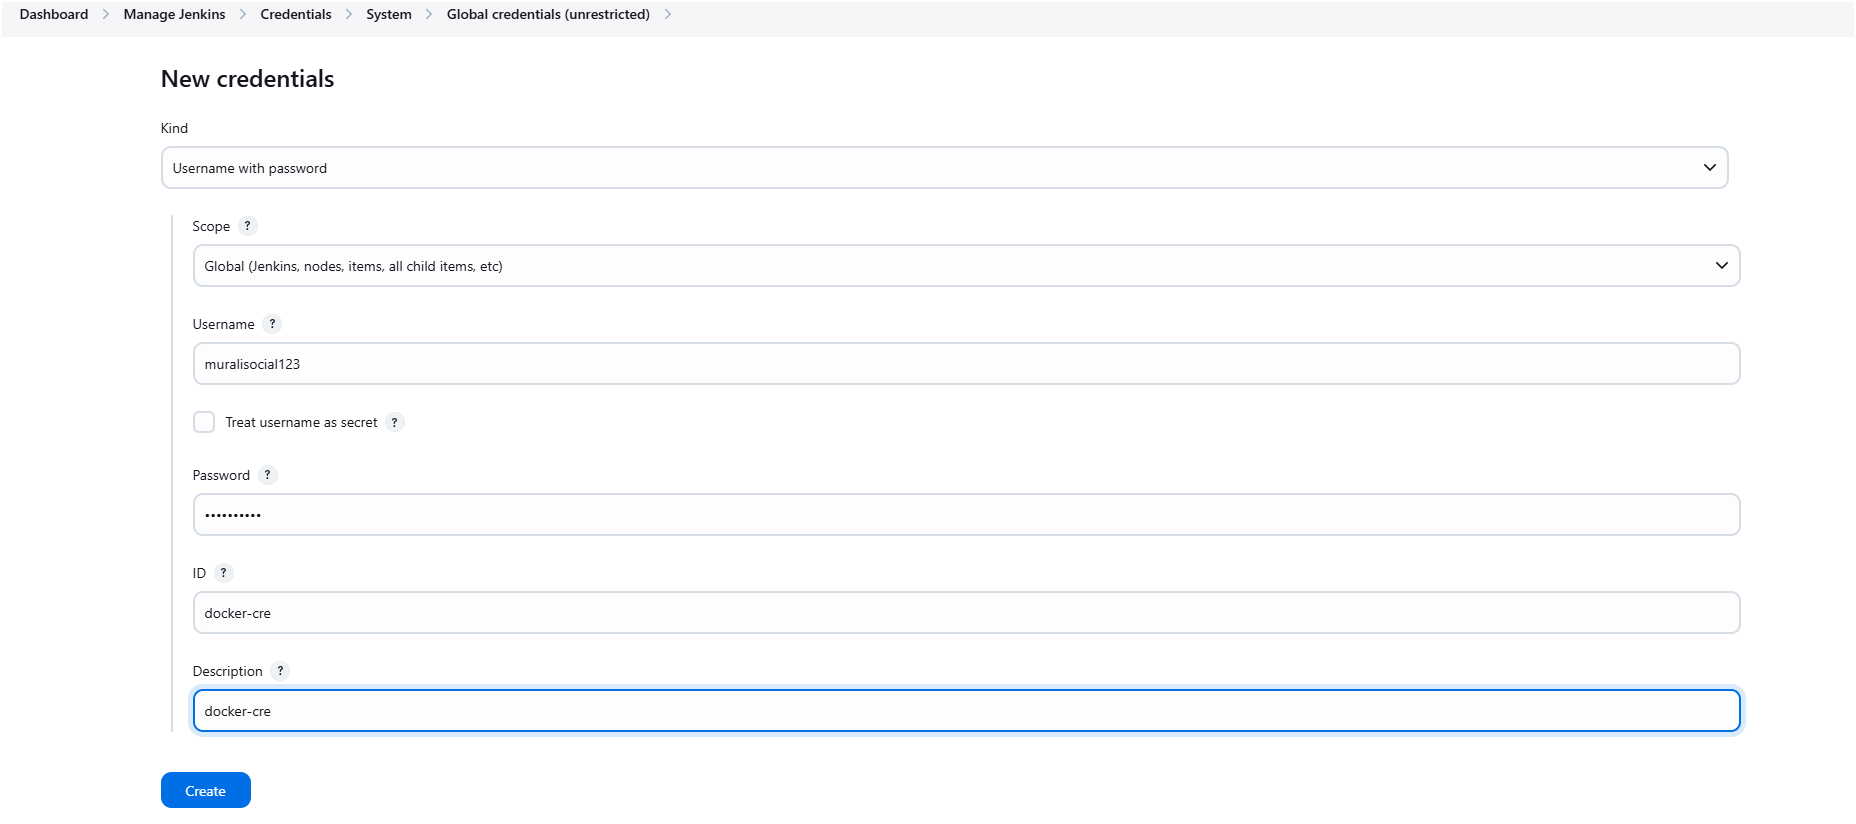 Dashboard > Manage Jenkins > Credentials > System > Global credentials (unrestricted) >
New credentials
Kind
Username with password
Scope ?
Global (Jenkins, nodes, items, all child items, etc)
Username ?
muralisocial123
Treat username as secret ?
Password ?
••••••••••
ID ?
docker-cre
Description ?
docker-cre
Create